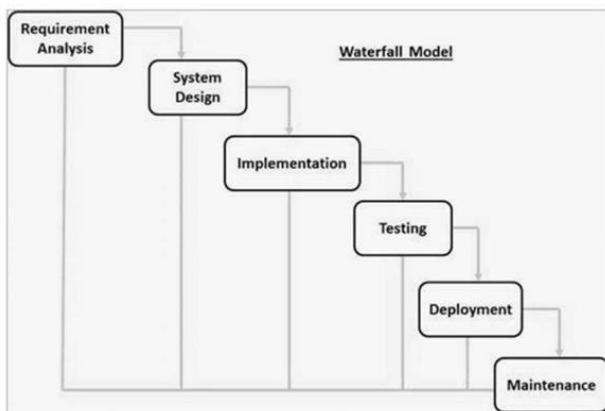 Requirement
Analysis
Waterfall Model
System
Design
Implementation
Testing
Deployment
Maintenance